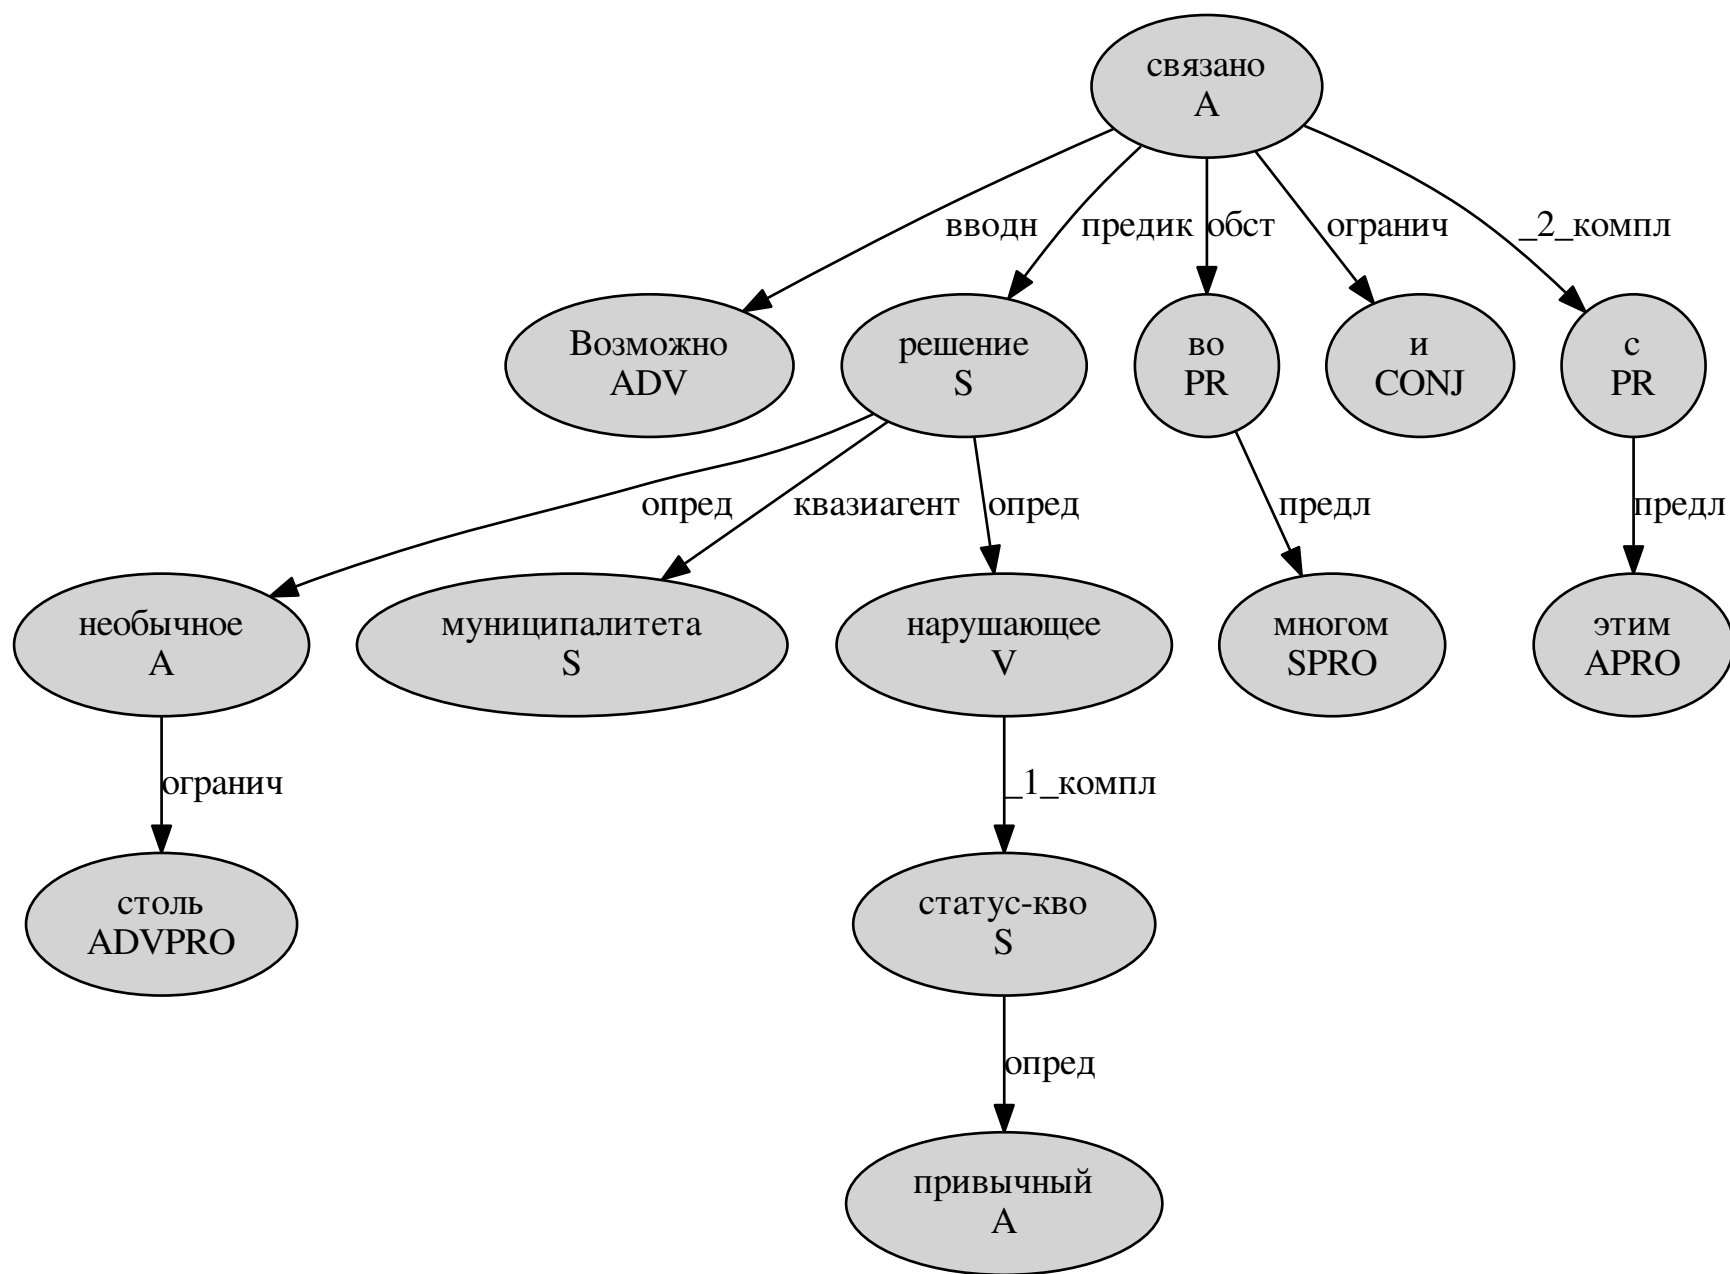 связано
A
вводн
предик
обст
огранич
_2_компл
Возможно
ADV
решение
S
во
PR
и
CONJ
с
PR
опред
квазиагент
опред
предл
предл
необычное
A
муниципалитета
S
нарушающее
V
многом
SPRO
этим
APRO
огранич
_1_компл
столь
ADVPRO
статус-кво
S
опред
привычный
A